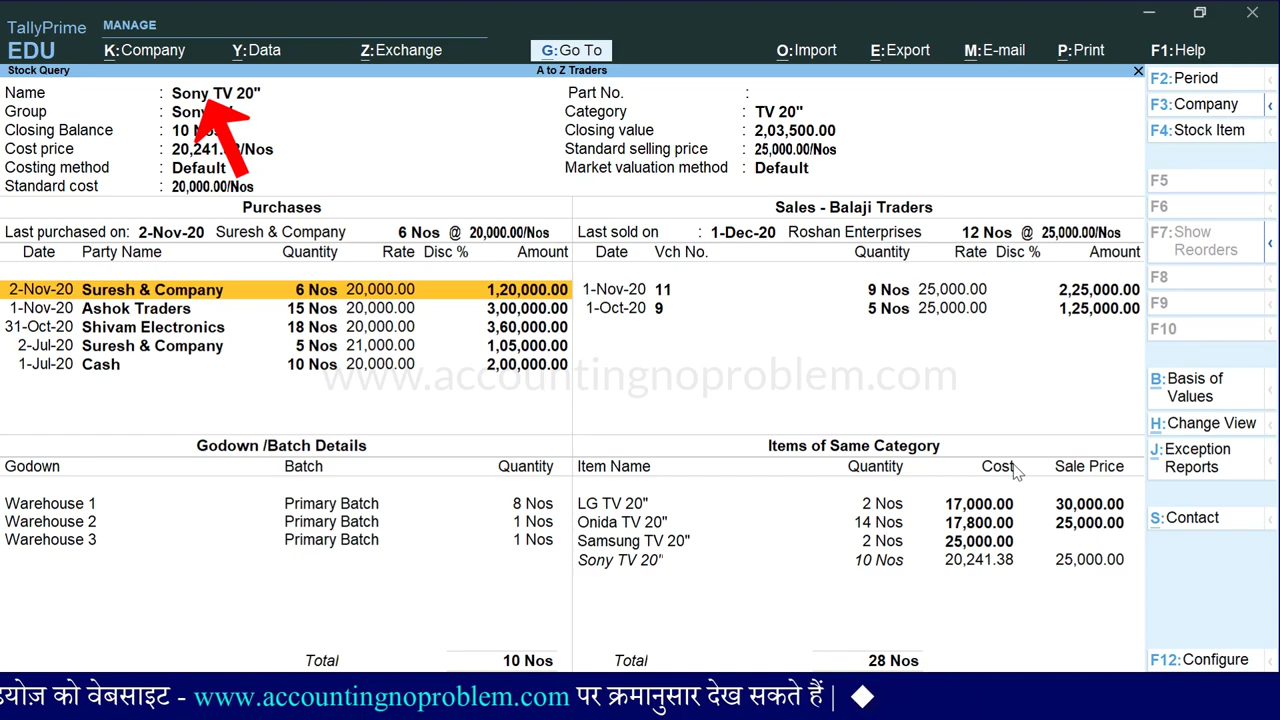 TallyPrime MANAGE
EDU K:Company Y:Data Z:Exchange G:Go To O:Import E:Export M:E-mail P:Print F1:Help
Stock Query A to Z Traders
Name : Sony TV 20" Part No. :
Group : Sony Category : TV 20"
Closing Balance : 10 Nos Closing value : 2,03,500.00
Cost price : 20,241. /Nos Standard selling price : 25,000.00/Nos
Costing method : Default Market valuation method : Default
Standard cost : 20,000.00/Nos
Purchases Sales - Balaji Traders
Last purchased on: 2-Nov-20 Suresh & Company 6 Nos @ 20,000.00/Nos Last sold on : 1-Dec-20 Roshan Enterprises 12 Nos @ 25,000.00/Nos
Date Party Name Quantity Rate Disc % Amount Date Vch No. Quantity Rate Disc % Amount
2-Nov-20 Suresh & Company 6 Nos 20,000.00 1,20,000.00 1-Nov-20 11 9 Nos 25,000.00 2,25,000.00
1-Nov-20 Ashok Traders 15 Nos 20,000.00 3,00,000.00 1-Oct-20 9 5 Nos 25,000.00 1,25,000.00
31-Oct-20 Shivam Electronics 18 Nos 20,000.00 3,60,000.00
2-Jul-20 Suresh & Company 5 Nos 21,000.00 1,05,000.00
1-Jul-20 Cash 10 Nos 20,000.00 2,00,000.00
www.accountingnoproblem.com
Godown /Batch Details Items of Same Category
Godown Batch Quantity Item Name Quantity Cost Sale Price
Warehouse 1 Primary Batch 8 Nos LG TV 20" 2 Nos 17,000.00 30,000.00
Warehouse 2 Primary Batch 1 Nos Onida TV 20" 14 Nos 17,800.00 25,000.00
Warehouse 3 Primary Batch 1 Nos Samsung TV 20" 2 Nos 25,000.00
Sony TV 20" 10 Nos 20,241.38 25,000.00
Total 10 Nos Total 28 Nos
F2:Period
F3:Company
F4:Stock Item
F5
F6
F7:Show
Reorders
F8
F9
F10
B:Basis of
Values
H:Change View
J:Exception
Reports
S:Contact
F12:Configure
डियोज़ को वेबसाइट - www.accountingnoproblem.com पर क्रमानुसार देख सकते हैं |